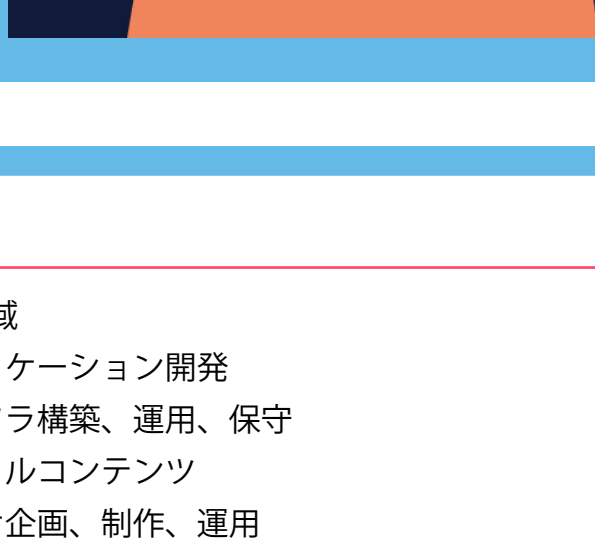 域
ケーション開発
ラ構築、運用、保守
ルコンテンツ
企画、制作、運用